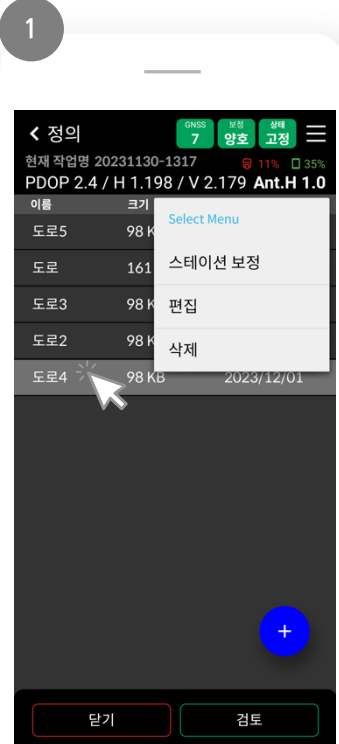 1
정의
GNSS 7 보정 양호 상태 고정
현재 작업명 20231130-1317 11% 35%
PDOP 2.4 / H 1.198 / V 2.179 Ant.H 1.0
이름 크기
도로5 98 K
도로 161
도로3 98 K
도로2 98 K
도로4 98 KB 2023/12/01
Select Menu
스테이션 보정
편집
삭제
+
닫기 검토